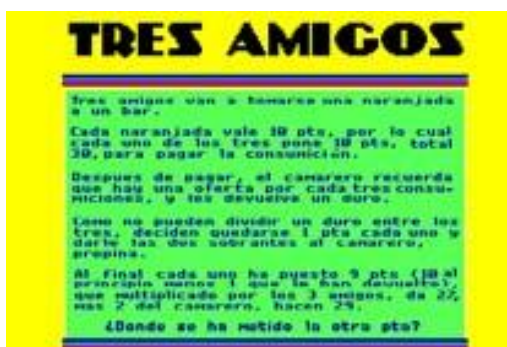 TRES AMIGOS
Tres amigos van a tomarse una naranjada
a un bar.
Cada naranjada vale 10 pts, por lo cual
cada uno de los tres pone 10 pts, total
30, para pagar la consumición.
Despues de pagar, el camarero recuerda
que hay una oferta por cada tres consu-
miciones, y les devuelve un duro.
Como no pueden dividir un duro entre los
tres, deciden quedarse 1 pta cada uno y
darle las dos sobrantes al camarero,
propina.
Al final cada uno ha puesto 9 pts (10 al
principio menos 1 que le han devuelto),
que multiplicado por los 3 amigos, da 27,
mas 2 del camarero, hacen 29.
¿Donde se ha metido la otra pta?